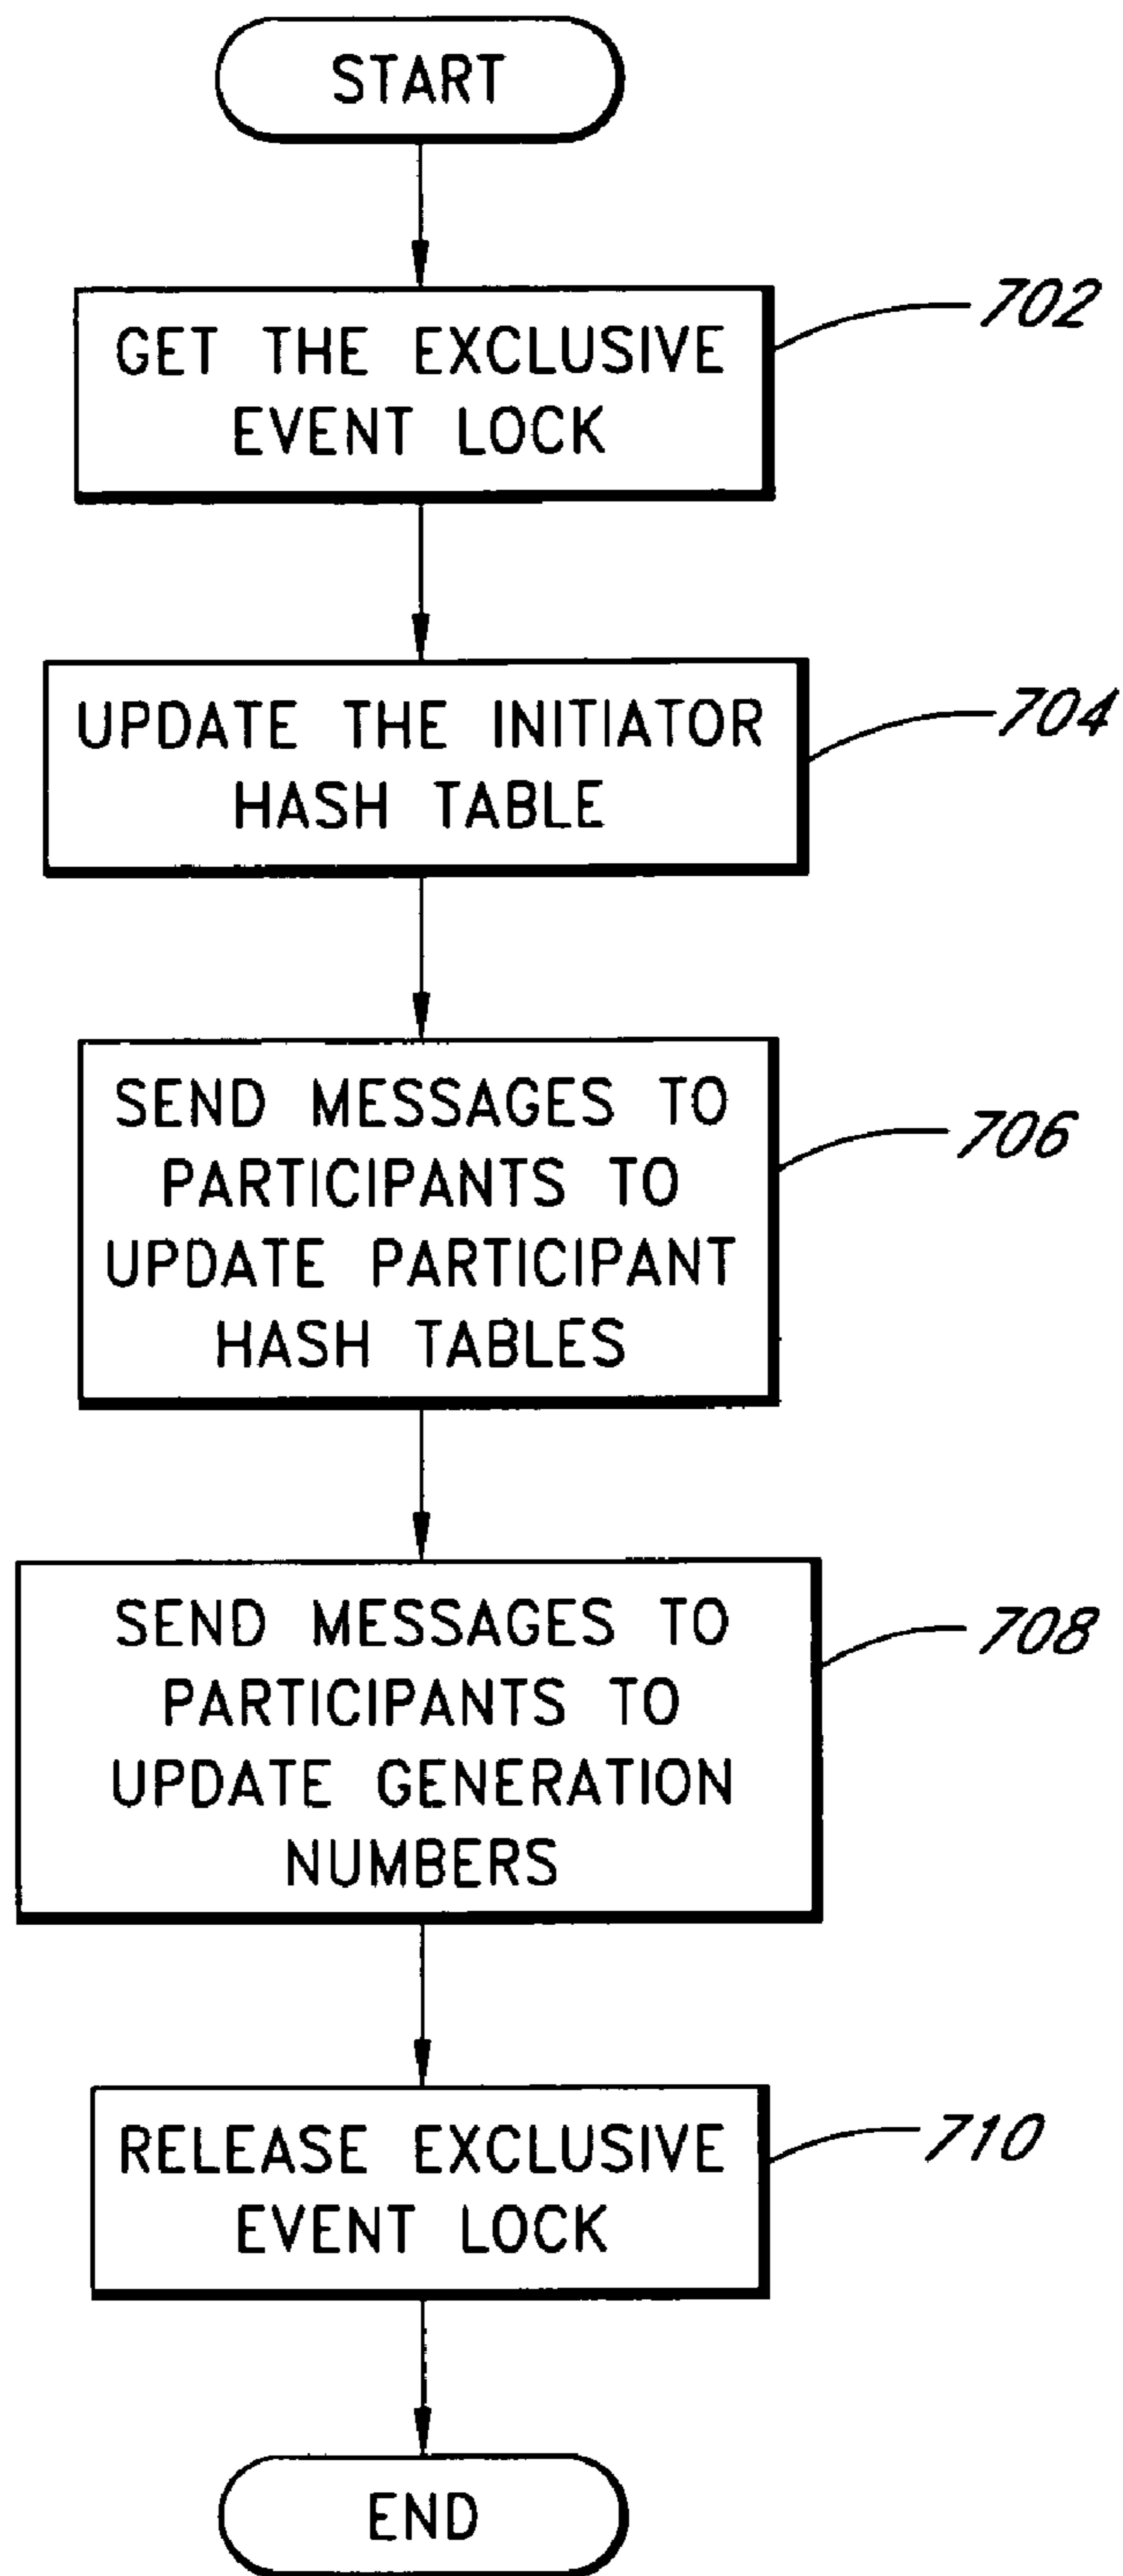 START
GET THE EXCLUSIVE
EVENT LOCK
702
UPDATE THE INITIATOR
HASH TABLE
704
SEND MESSAGES TO
PARTICIPANTS TO
UPDATE PARTICIPANT
HASH TABLES
706
SEND MESSAGES TO
PARTICIPANTS TO
UPDATE GENERATION
NUMBERS
708
RELEASE EXCLUSIVE
EVENT LOCK
710
END